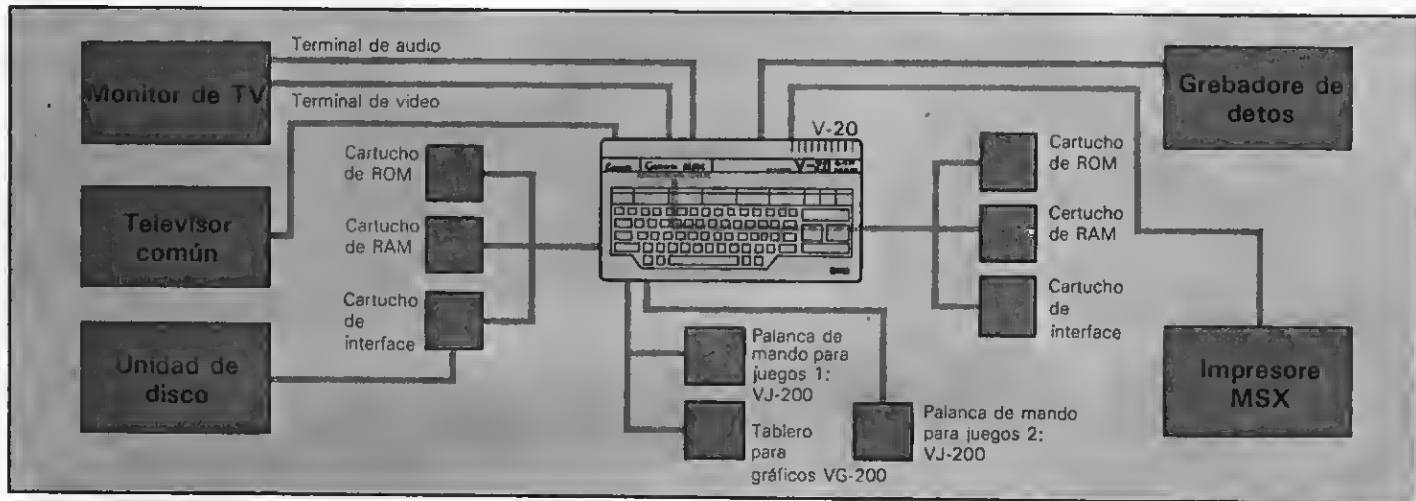 Terminal de audio
Monitor de TV
Terminal de video
Televisor
común
Unidad de
disco
Cartucho
de ROM
Cartucho
de RAM
Cartucho
de
interface
V-20
Canon
V-20
Palanca de
mando para
juegos 1:
VJ-200
Tablero
para
gráficos VG-200
Palanca de mando
para juegos 2:
VJ-200
Cartucho
de ROM
Certucho
de RAM
Cartucho
de
interface
Grebadore de
detos
Impresore
MSX